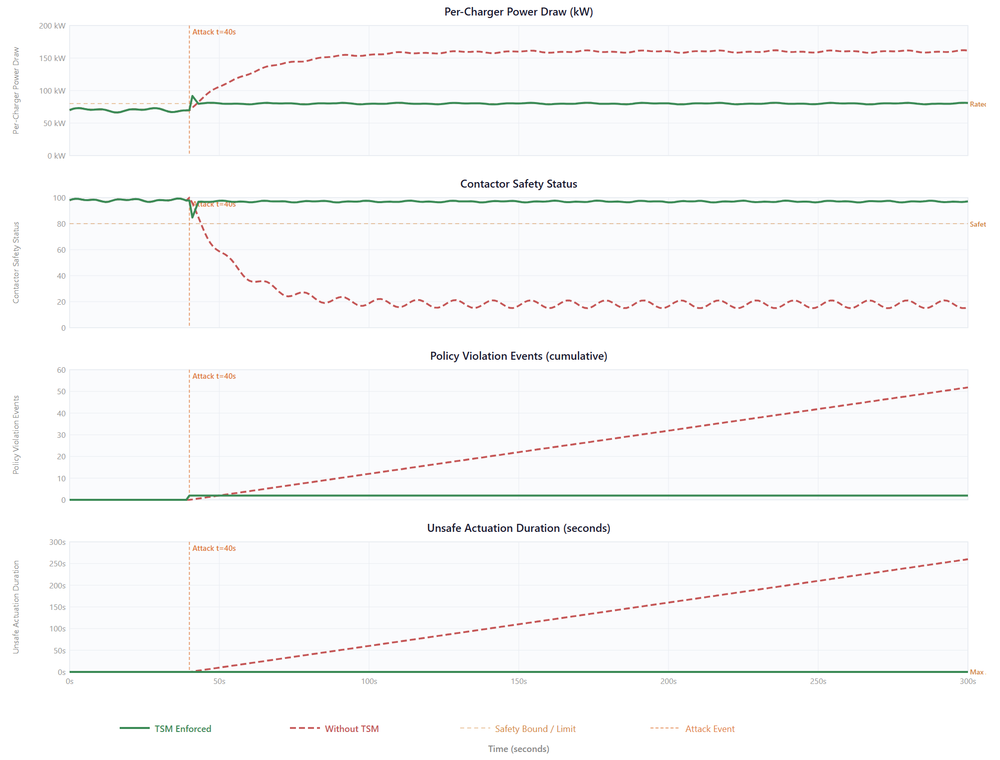 Per-Charger Power Draw (kW)
200 kW
150 kW
100 kW
50 kW
0 kW
Per-Charger Power Draw
Attack t=40s
Rated
Contactor Safety Status
100
80
60
40
20
0
Contactor Safety Status
Attack t=40s
Safet
Policy Violation Events (cumulative)
60
50
40
30
20
10
0
Policy Violation Events
Attack t=40s
Unsafe Actuation Duration (seconds)
300s
250s
200s
150s
100s
50s
0s
Unsafe Actuation Duration
Attack t=40s
Max
0s 50s 100s 150s 200s 250s 300s
TSM Enforced Without TSM Safety Bound / Limit Attack Event
Time (seconds)